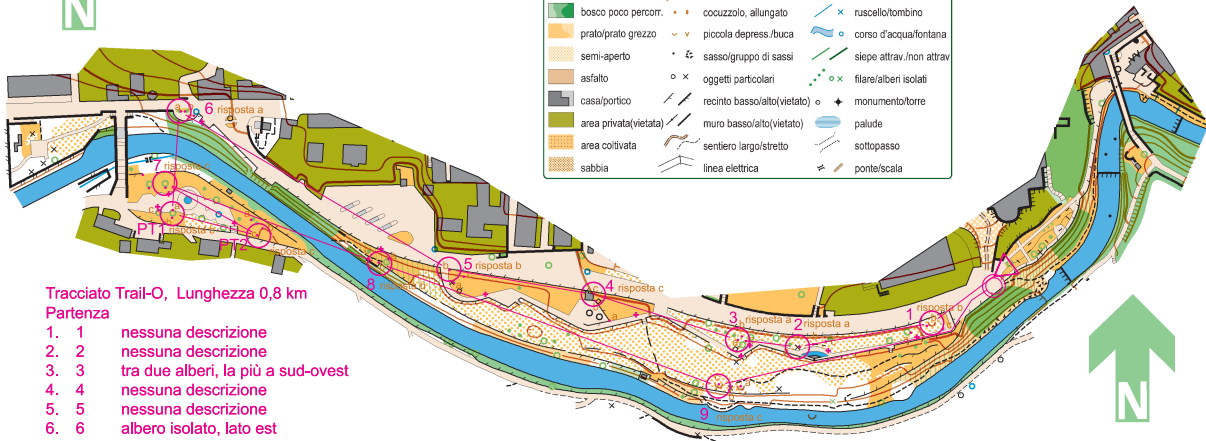 N
bosco poco percorr.
cocuzzolo, allungato
ruscello/tombino
prato/prato grezzo
piccola depress./buca
corso d'acqua/fontana
semi-aperto
sasso/gruppo di sassi
siepe attrav./non attrav
asfalto
oggetti particolari
filare/alberi isolati
casa/portico
recinto basso/alto(vietato)
monumento/torre
area privata(vietata)
muro basso/alto(vietato)
palude
area coltivata
sentiero largo/stretto
sottopasso
sabbia
linea elettrica
ponte/scala
6 risposta a
7
PT1 risposta b
PT2
8
5 risposta b
4 risposta c
3 risposta a
2 risposta a
1 risposta b
9 risposta c
Tracciato Trail-O, Lunghezza 0,8 km
Partenza
1. 1 nessuna descrizione
2. 2 nessuna descrizione
3. 3 tra due alberi, la più a sud-ovest
4. 4 nessuna descrizione
5. 5 nessuna descrizione
6. 6 albero isolato, lato est
N